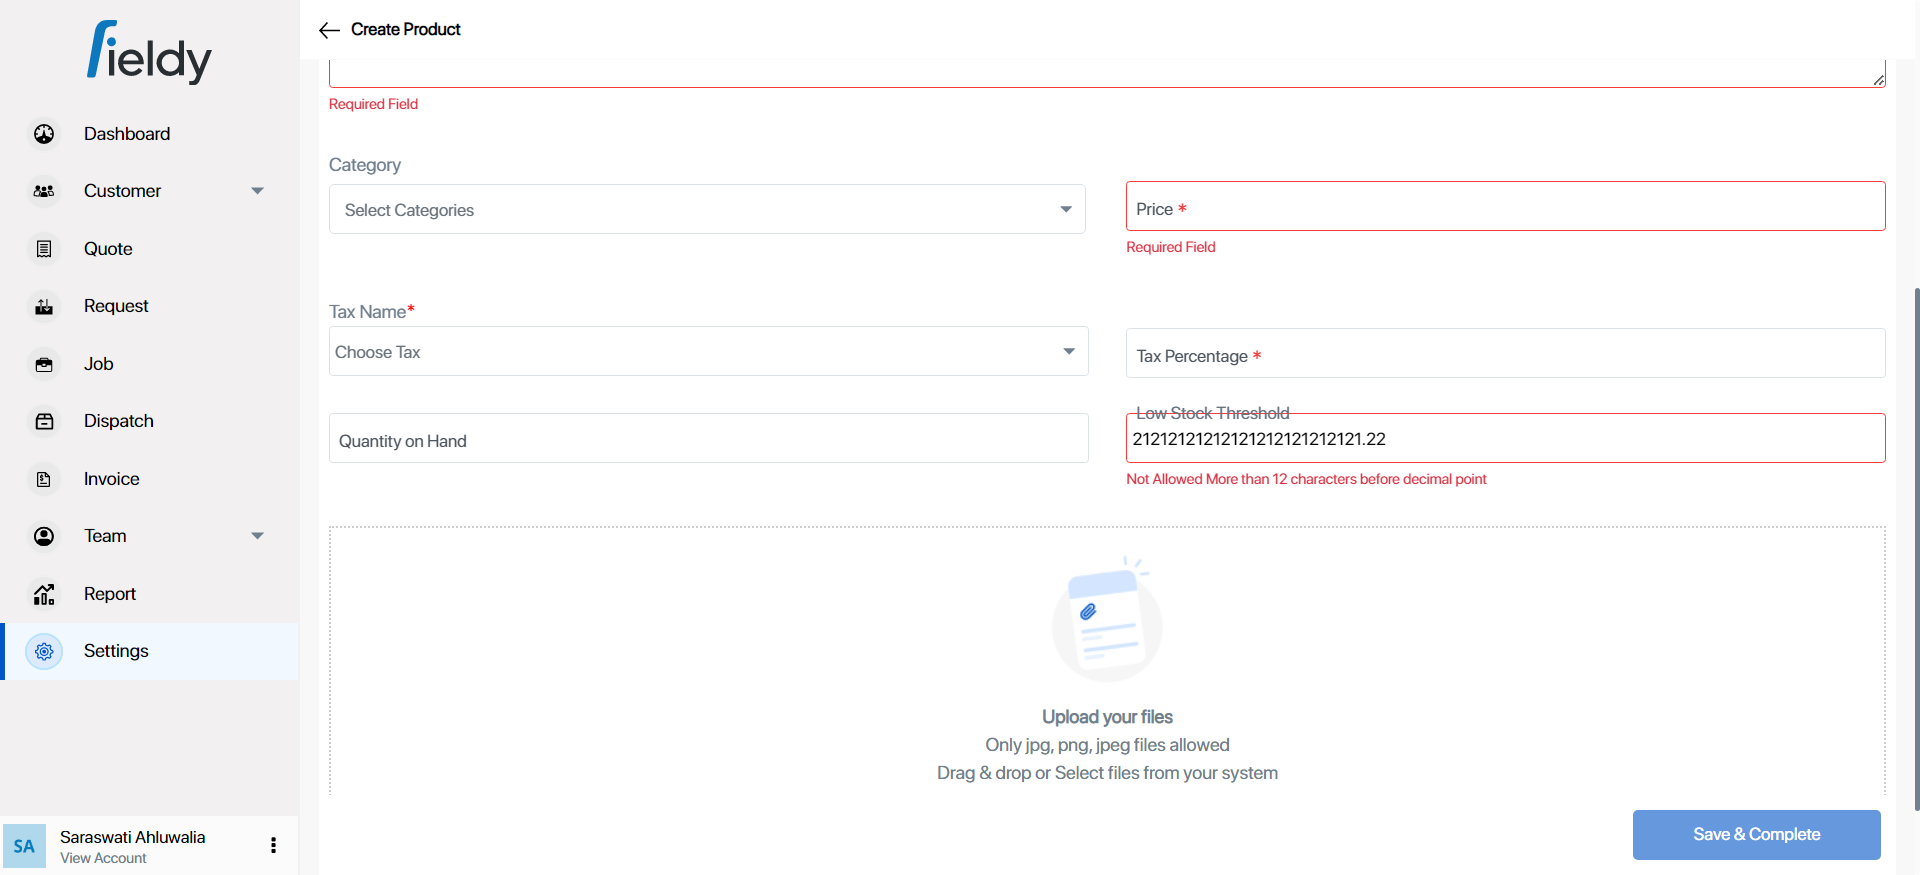 fieldy
Dashboard
Customer
Quote
Request
Job
Dispatch
Invoice
Team
Report
Settings
SA
Saraswati Ahluwalia
View Account
Create Product
Required Field
Category
Select Categories
Price *
Required Field
Tax Name*
Choose Tax
Tax Percentage *
Quantity on Hand
Low Stock Threshold
21212121212121212121212121.22
Not Allowed More than 12 characters before decimal point
Upload your files
Only jpg, png, jpeg files allowed
Drag & drop or Select files from your system
Save & Complete